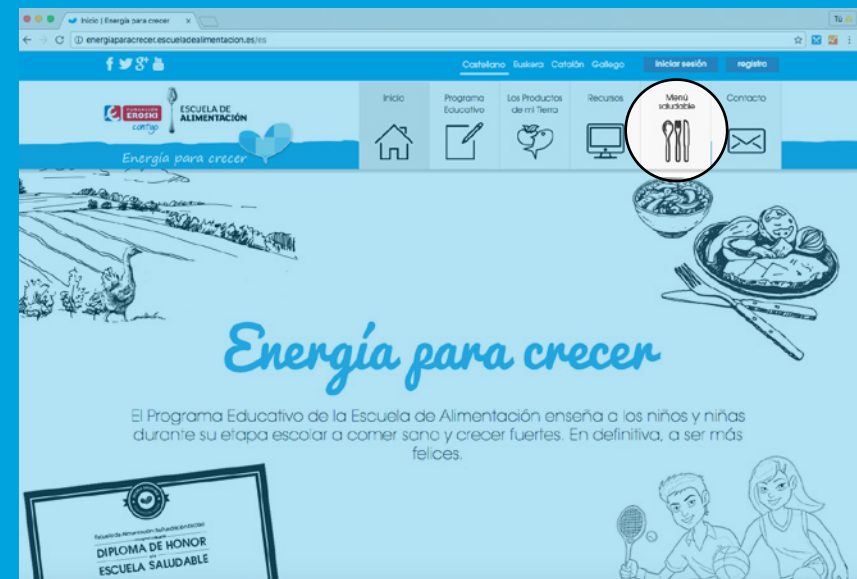 Inicio | Energía para crecer
Tú
energiaparacrecer.escueladealimentacion.es/es
Castellano Euskera Catalán Gallego iniciar sesión registro
FUNDACIÓN
EROSKI
contigo
ESCUELA DE
ALIMENTACIÓN
Energía para crecer
Inicio
Programa
Educativo
Los Productos
de mi Tierra
Recursos
Menú
saludable
Contacto
Energía para crecer
El Programa Educativo de la Escuela de Alimentación enseña a los niños y niñas
durante su etapa escolar a comer sano y crecer fuertes. En definitiva, a ser más
felices.
DIPLOMA DE HONOR
ESCUELA SALUDABLE